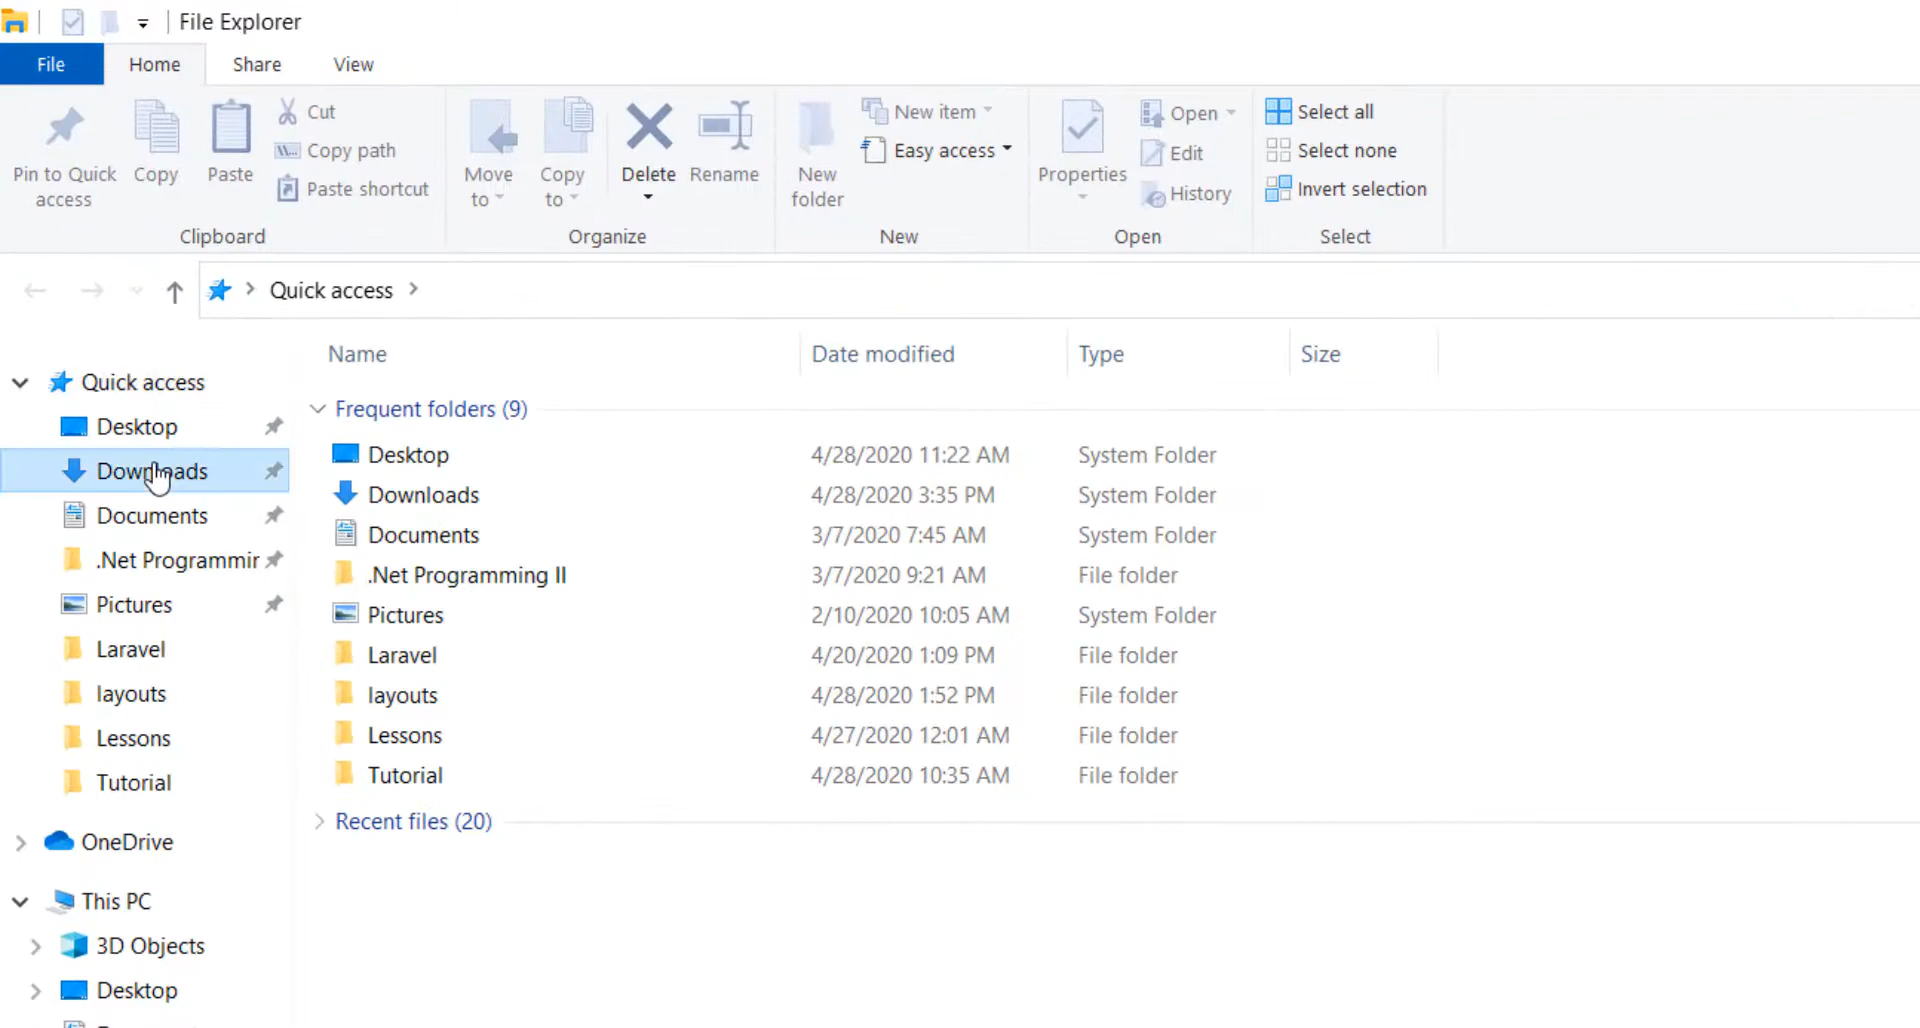 File Explorer
File Home Share View
Pin to Quick access
Copy
Paste
Cut
Copy path
Paste shortcut
Clipboard
Move to
Copy to
Delete
Rename
Organize
New folder
New item
Easy access
New
Properties
Open
Edit
History
Open
Select all
Select none
Invert selection
Select
Quick access
Name Date modified Type Size
Quick access
Desktop
Downloads
Documents
.Net Programmir
Pictures
Laravel
layouts
Lessons
Tutorial
OneDrive
This PC
3D Objects
Desktop
Frequent folders (9)
Desktop 4/28/2020 11:22 AM System Folder
Downloads 4/28/2020 3:35 PM System Folder
Documents 3/7/2020 7:45 AM System Folder
.Net Programming II 3/7/2020 9:21 AM File folder
Pictures 2/10/2020 10:05 AM System Folder
Laravel 4/20/2020 1:09 PM File folder
layouts 4/28/2020 1:52 PM File folder
Lessons 4/27/2020 12:01 AM File folder
Tutorial 4/28/2020 10:35 AM File folder
Recent files (20)